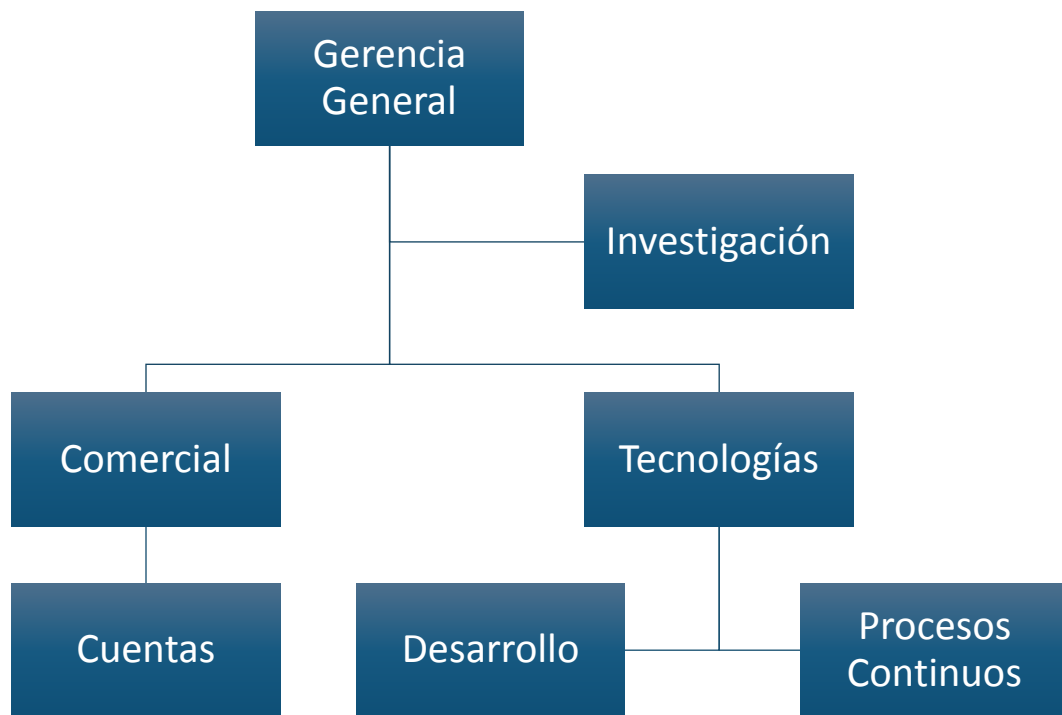 Gerencia
General
Investigación
Comercial
Tecnologías
Cuentas
Desarrollo
Procesos
Continuos